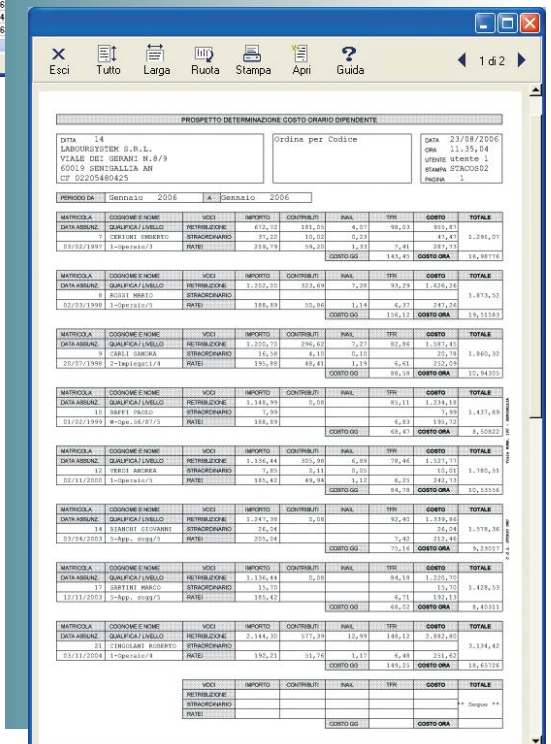 Esci Tutto Larga Ruota Stampa Apri Guida 1 di 2
PROSPETTO DETERMINAZIONE COSTO ORARIO DIPENDENTE
DITTA 14
LABOURSYSTEM S.R.L.
VIALE DEI GERANI N.8/9
60019 SENIGALLIA AN
CF 02205480425
Ordina per Codice
DATA 23/08/2006
ORA 11.35,04
UTENTE utente 1
STAMPA STACOS02
PAGINA 1
PERIODO DA Gennaio 2006 A Gennaio 2006
MATRICOLA COGNOME E NOME VOCI IMPORTO CONTRIBUTI INAIL TFR COSTO TOTALE
DATA ASSUNZ. QUALIFICA / LIVELLO RETRIBUZIONE 672,72 181,05 4,07 98,03 955,87
7 CERIONI UMBERTO STRAORDINARIO 37,22 10,02 0,23 47,47 1.291,07
03/02/1997 1-Operaio/3 RATEI 219,79 59,20 1,33 7,41 287,73
COSTO GG 143,45 COSTO ORA 16,98776
MATRICOLA COGNOME E NOME VOCI IMPORTO CONTRIBUTI INAIL TFR COSTO TOTALE
DATA ASSUNZ. QUALIFICA / LIVELLO RETRIBUZIONE 1.202,00 323,69 7,28 93,29 1.626,26
8 ROSSI MARIO STRAORDINARIO 1.873,52
02/03/1998 1-Operaio/5 RATEI 188,89 50,86 1,14 6,37 247,26
COSTO GG 156,12 COSTO ORA 19,51583
MATRICOLA COGNOME E NOME VOCI IMPORTO CONTRIBUTI INAIL TFR COSTO TOTALE
DATA ASSUNZ. QUALIFICA / LIVELLO RETRIBUZIONE 1.200,70 296,62 7,27 82,86 1.587,45
9 CARLI SANDRA STRAORDINARIO 16,58 4,10 0,10 20,78 1.860,32
20/07/1998 2-Impiegati/4 RATEI 195,88 48,41 1,19 6,61 252,09
COSTO GG 88,58 COSTO ORA 10,94305
MATRICOLA COGNOME E NOME VOCI IMPORTO CONTRIBUTI INAIL TFR COSTO TOTALE
DATA ASSUNZ. QUALIFICA / LIVELLO RETRIBUZIONE 1.148,99 0,08 85,11 1.234,18
10 BAFFI PAOLO STRAORDINARIO 7,99 7,99 1.437,89
01/02/1999 W-Ope.56/87/5 RATEI 188,89 6,83 195,72
COSTO GG 68,47 COSTO ORA 8,50822
MATRICOLA COGNOME E NOME VOCI IMPORTO CONTRIBUTI INAIL TFR COSTO TOTALE
DATA ASSUNZ. QUALIFICA / LIVELLO RETRIBUZIONE 1.136,44 305,98 6,89 78,46 1.527,77
12 VERDI ANDREA STRAORDINARIO 7,85 2,11 0,05 10,01 1.780,51
02/11/2000 1-Operaio/5 RATEI 185,42 49,94 1,12 6,25 242,73
COSTO GG 84,78 COSTO ORA 10,53556
MATRICOLA COGNOME E NOME VOCI IMPORTO CONTRIBUTI INAIL TFR COSTO TOTALE
DATA ASSUNZ. QUALIFICA / LIVELLO RETRIBUZIONE 1.247,38 0,08 92,40 1.339,86
14 BIANCHI GIOVANNI STRAORDINARIO 26,04 26,04 1.578,36
03/04/2003 5-App. sogg/5 RATEI 205,04 7,42 212,46
COSTO GG 75,16 COSTO ORA 9,23017
MATRICOLA COGNOME E NOME VOCI IMPORTO CONTRIBUTI INAIL TFR COSTO TOTALE
DATA ASSUNZ. QUALIFICA / LIVELLO RETRIBUZIONE 1.136,44 0,08 84,18 1.220,70
17 SARTINI MARCO STRAORDINARIO 15,70 15,70 1.428,53
12/11/2003 5-App. sogg/5 RATEI 185,42 6,71 192,13
COSTO GG 68,02 COSTO ORA 8,40311
MATRICOLA COGNOME E NOME VOCI IMPORTO CONTRIBUTI INAIL TFR COSTO TOTALE
DATA ASSUNZ. QUALIFICA / LIVELLO RETRIBUZIONE 2.144,30 577,39 12,99 148,12 2.882,80
21 CINGOLANI ROBERTO STRAORDINARIO 3.134,42
03/11/2004 1-Operaio/4 RATEI 192,21 51,76 1,17 6,48 251,62
COSTO GG 149,25 COSTO ORA 18,65726
VOCI IMPORTO CONTRIBUTI INAIL TFR COSTO TOTALE
RETRIBUZIONE
STRAORDINARIO ** Segue **
RATEI
COSTO GG COSTO ORA